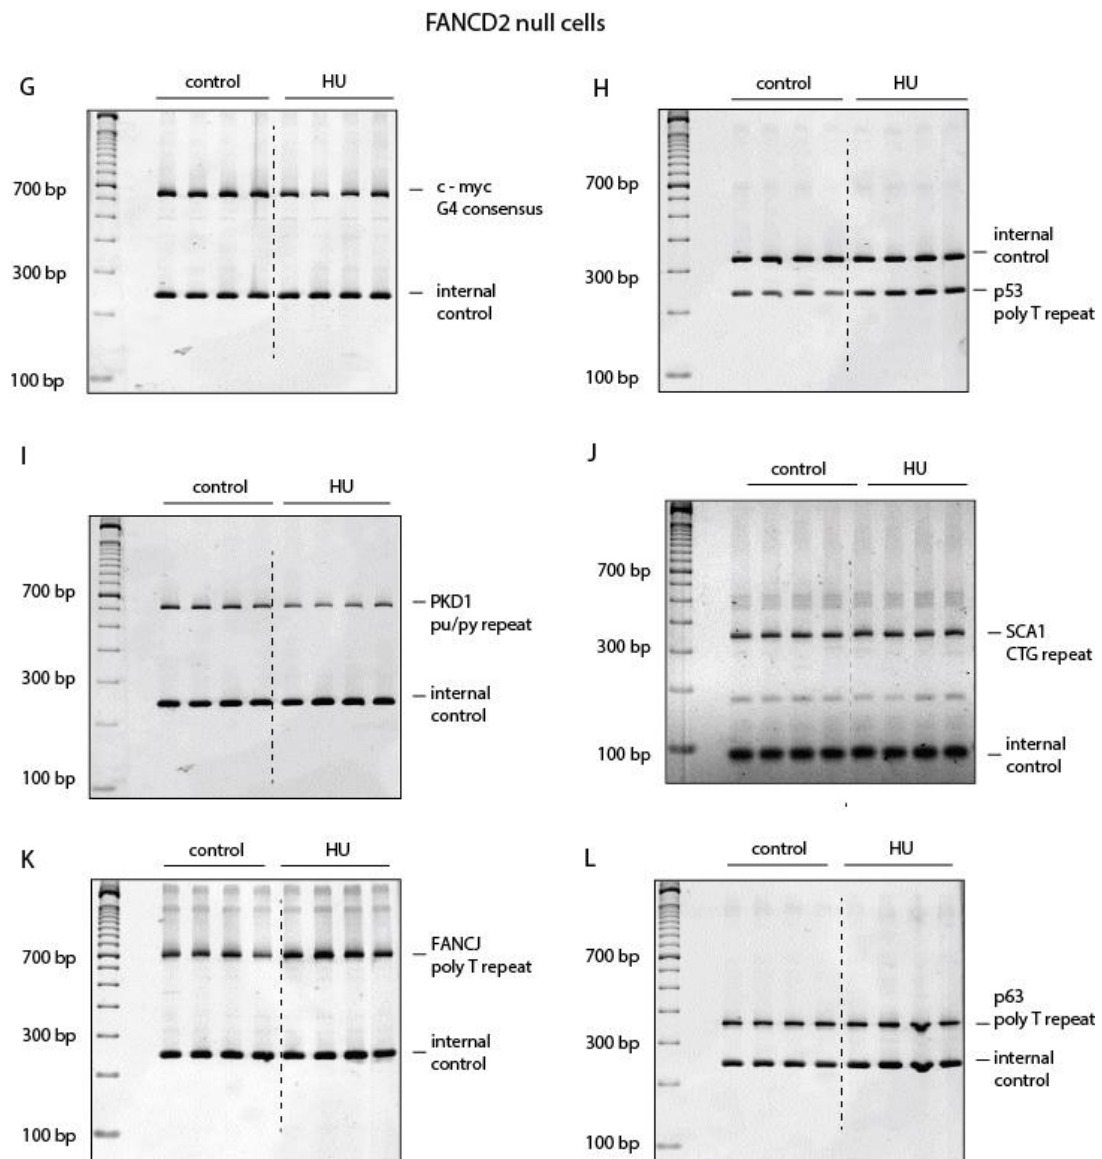 FANCD2 null cells
G
control
HU
700 bp
300 bp
100 bp
c - myc
G4 consensus
internal
control
H
control
HU
700 bp
300 bp
100 bp
internal
control
p53
poly T repeat
I
control
HU
700 bp
300 bp
100 bp
PKD1
pu/py repeat
internal
control
J
control
HU
700 bp
300 bp
100 bp
SCA1
CTG repeat
internal
control
K
control
HU
700 bp
300 bp
100 bp
FANCJ
poly T repeat
internal
control
L
control
HU
700 bp
300 bp
100 bp
p63
poly T repeat
internal
control